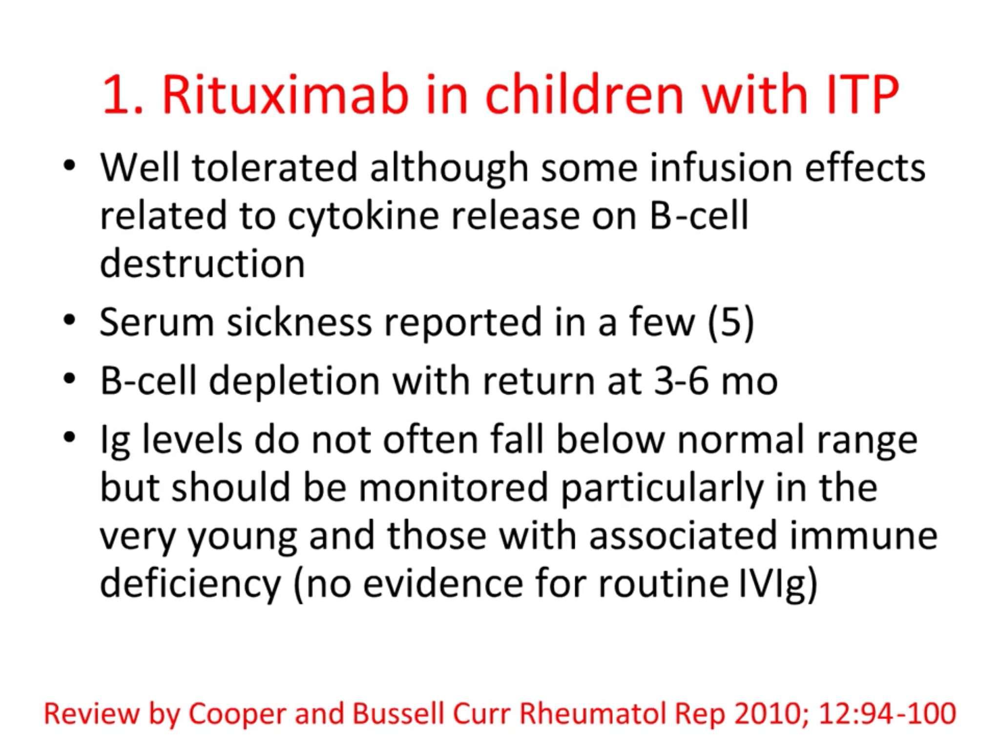 1. Rituximab in children with ITP
• Well tolerated although some infusion effects
related to cytokine release on B-cell
destruction
• Serum sickness reported in a few (5)
• B-cell depletion with return at 3-6 mo
• Ig levels do not often fall below normal range
but should be monitored particularly in the
very young and those with associated immune
deficiency (no evidence for routine IVIg)
Review by Cooper and Bussell Curr Rheumatol Rep 2010; 12:94-100